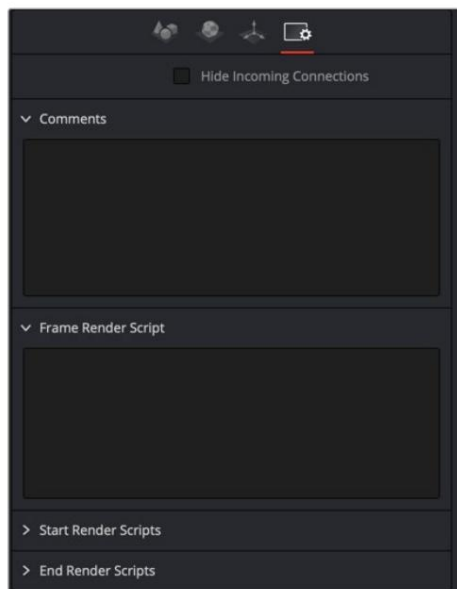 Hide Incoming Connections
Comments
Frame Render Script
Start Render Scripts
End Render Scripts